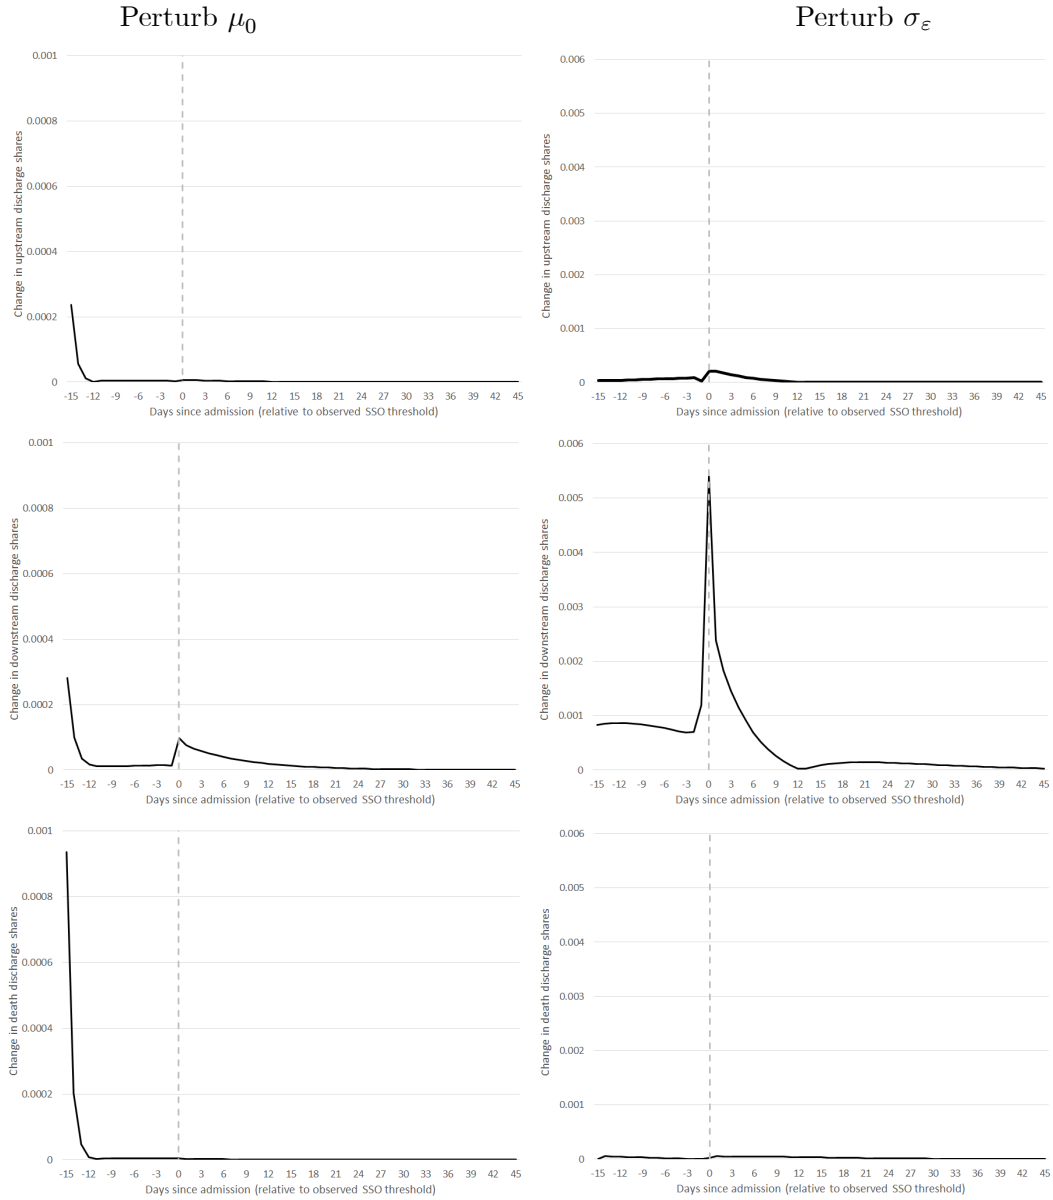 Perturb μ0
Perturb σε
Change in upstream discharge shares
0.001
0.0008
0.0006
0.0004
0.0002
0
-15 -12 -9 -6 -3 0 3 6 9 12 15 18 21 24 27 30 33 36 39 42 45
Days since admission (relative to observed SSO threshold)
Change in upstream discharge shares
0.006
0.005
0.004
0.003
0.002
0.001
0
-15 -12 -9 -6 -3 0 3 6 9 12 15 18 21 24 27 30 33 36 39 42 45
Days since admission (relative to observed SSO threshold)
Change in downstream discharge shares
0.001
0.0008
0.0006
0.0004
0.0002
0
-15 -12 -9 -6 -3 0 3 6 9 12 15 18 21 24 27 30 33 36 39 42 45
Days since admission (relative to observed SSO threshold)
Change in downstream discharge shares
0.006
0.005
0.004
0.003
0.002
0.001
0
-15 -12 -9 -6 -3 0 3 6 9 12 15 18 21 24 27 30 33 36 39 42 45
Days since admission (relative to observed SSO threshold)
Change in death discharge shares
0.001
0.0008
0.0006
0.0004
0.0002
0
-15 -12 -9 -6 -3 0 3 6 9 12 15 18 21 24 27 30 33 36 39 42 45
Days since admission (relative to observed SSO threshold)
Change in death discharge shares
0.006
0.005
0.004
0.003
0.002
0.001
0
-15 -12 -9 -6 -3 0 3 6 9 12 15 18 21 24 27 30 33 36 39 42 45
Days since admission (relative to observed SSO threshold)